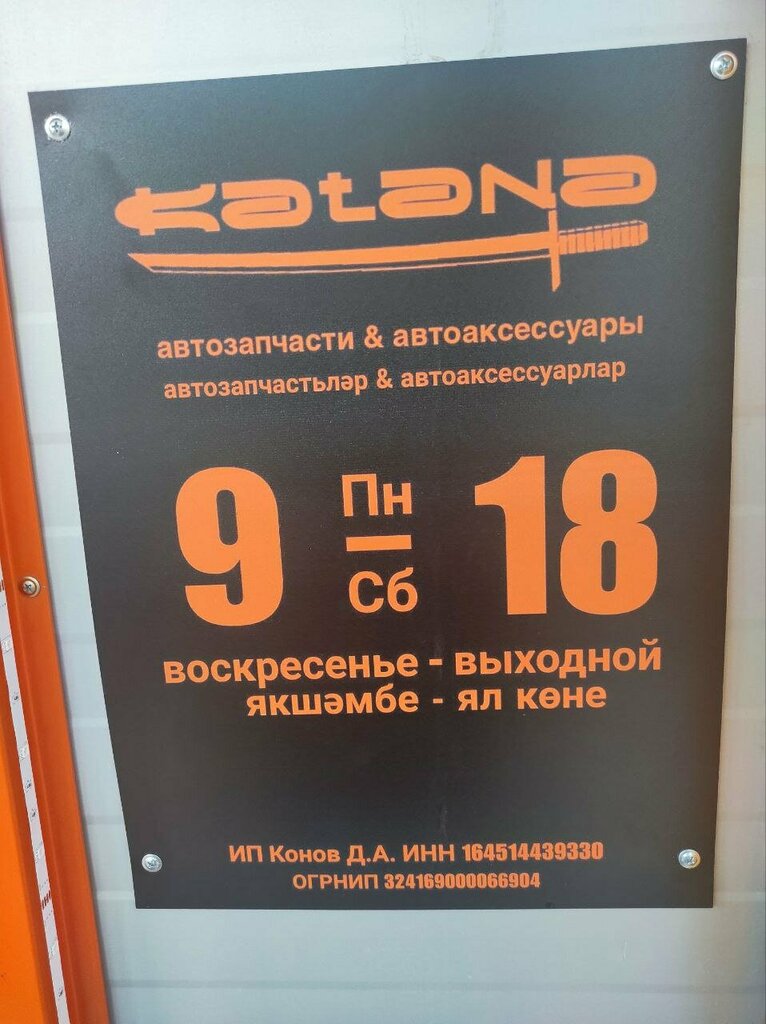 KataNa
автозапчасти & автоаксессуары
автозапчастьләр & автоаксессуарлар
9 Пн – Сб 18
воскресенье - выходной
якшәмбе - ял көне
ИП Конов Д.А. ИНН 164514439330
ОГРНИП 324169000066904